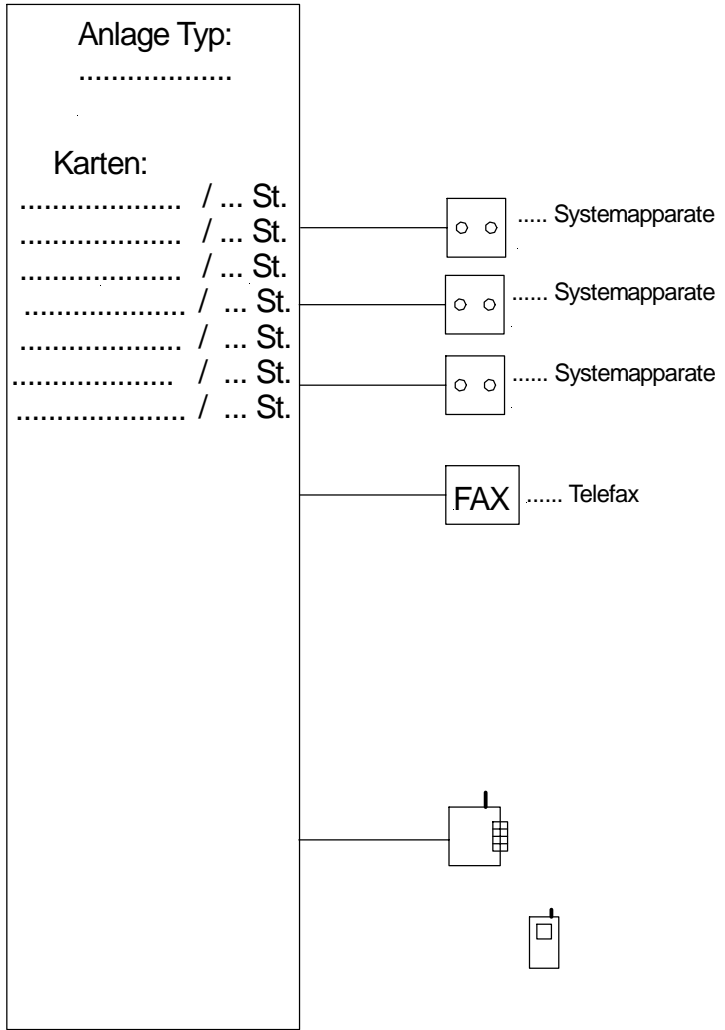 Anlage Typ:
...................
Karten:
.................... / ... St.
.................... / ... St.
..... Systemapparate
.................... / ... St.
.................... / ... St.
...... Systemapparate
.................... / ... St.
.................... / ... St.
...... Systemapparate
..................... / ... St.
FAX ...... Telefax